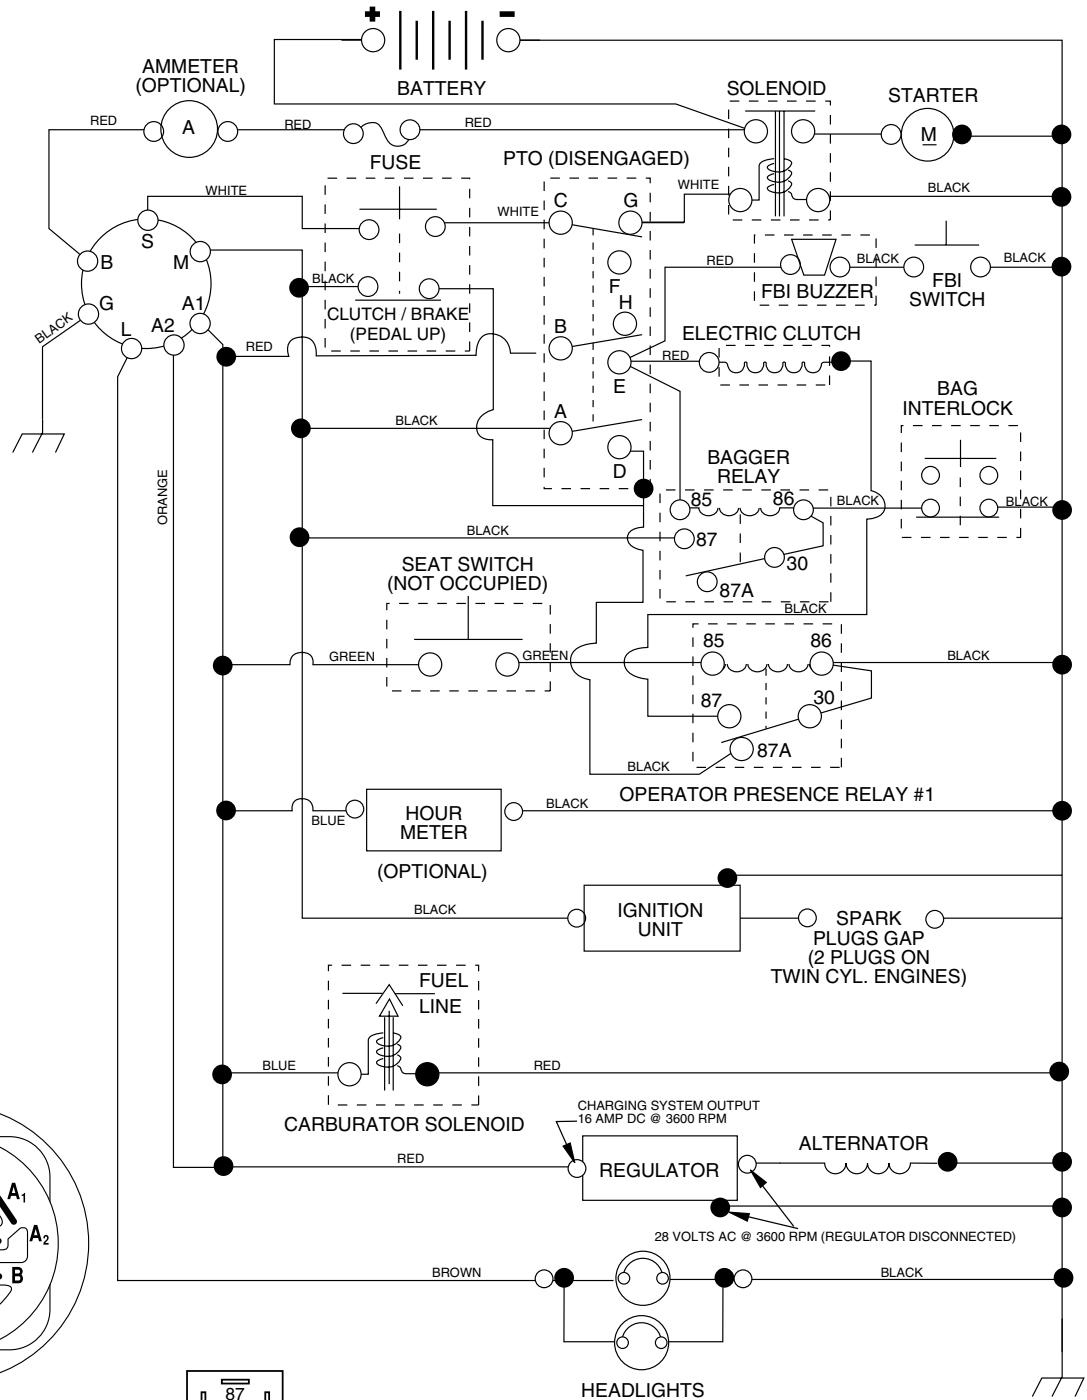 + -
BATTERY
AMMETER
(OPTIONAL)
SOLENOID
STARTER
RED
A
RED
RED
M
FUSE
PTO (DISENGAGED)
WHITE
WHITE
C
G
WHITE
BLACK
S
B
M
F
RED
BLACK
BLACK
FBI BUZZER
FBI
SWITCH
BLACK
G
A1
L
A2
BLACK
CLUTCH / BRAKE
(PEDAL UP)
H
ELECTRIC CLUTCH
RED
B
RED
E
BAG
INTERLOCK
A
BLACK
D
BAGGER
RELAY
ORANGE
85
86
BLACK
BLACK
BLACK
87
30
87A
SEAT SWITCH
(NOT OCCUPIED)
BLACK
85
86
GREEN
GREEN
BLACK
87
30
87A
BLACK
OPERATOR PRESENCE RELAY #1
BLUE
HOUR
METER
BLACK
(OPTIONAL)
BLACK
IGNITION
UNIT
SPARK
PLUGS GAP
(2 PLUGS ON
TWIN CYL. ENGINES)
FUEL
LINE
BLUE
RED
CARBURATOR SOLENOID
CHARGING SYSTEM OUTPUT
16 AMP DC @ 3600 RPM
RED
REGULATOR
ALTERNATOR
28 VOLTS AC @ 3600 RPM (REGULATOR DISCONNECTED)
A1
A2
B
BROWN
BLACK
HEADLIGHTS
87